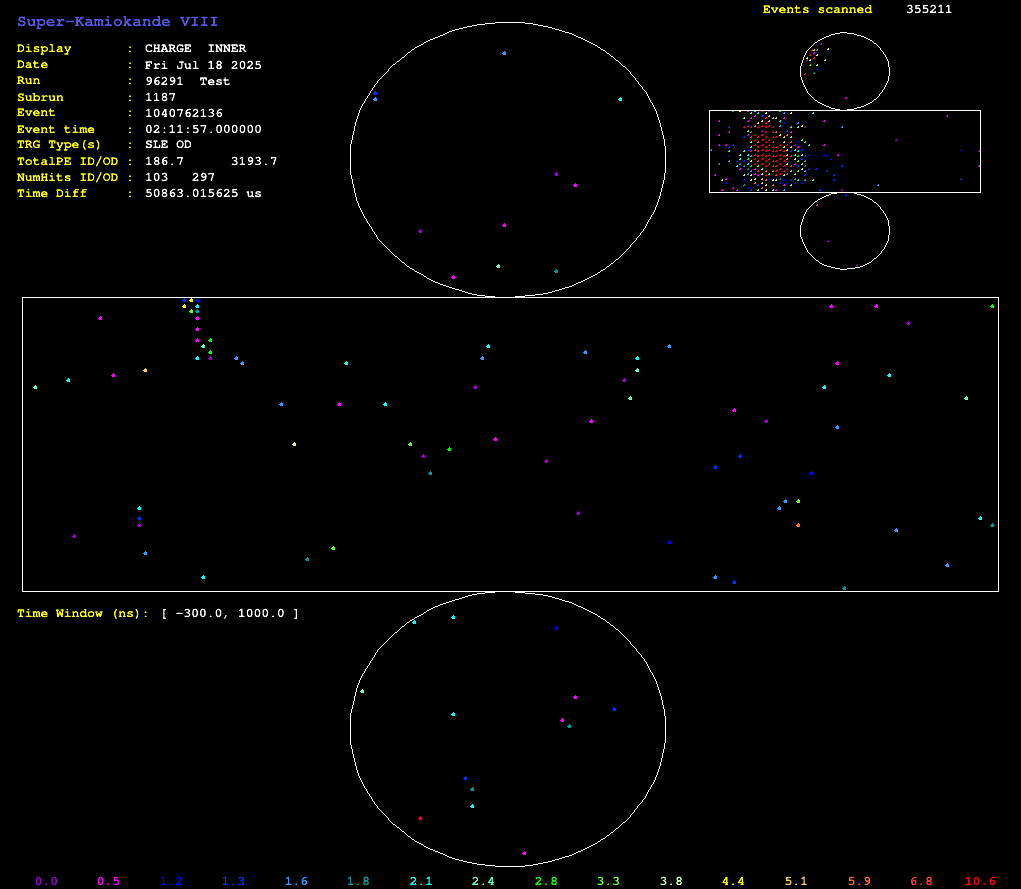 Super-Kamiokande VIII
Events scanned 355211
Display : CHARGE INNER
Date : Fri Jul 18 2025
Run : 96291 Test
Subrun : 1187
Event : 1040762136
Event time : 02:11:57.000000
TRG Type(s) : SLE OD
TotalPE ID/OD : 186.7 3193.7
NumHits ID/OD : 103 297
Time Diff : 50863.015625 us
Time Window (ns): [ -300.0, 1000.0 ]
0.0 0.5 1.2 1.3 1.6 1.8 2.1 2.4 2.8 3.3 3.8 4.4 5.1 5.9 6.8 10.6